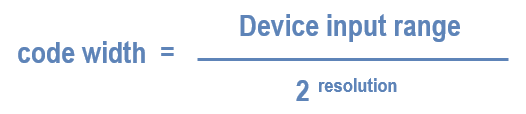 Device input range
code width =
2 resolution